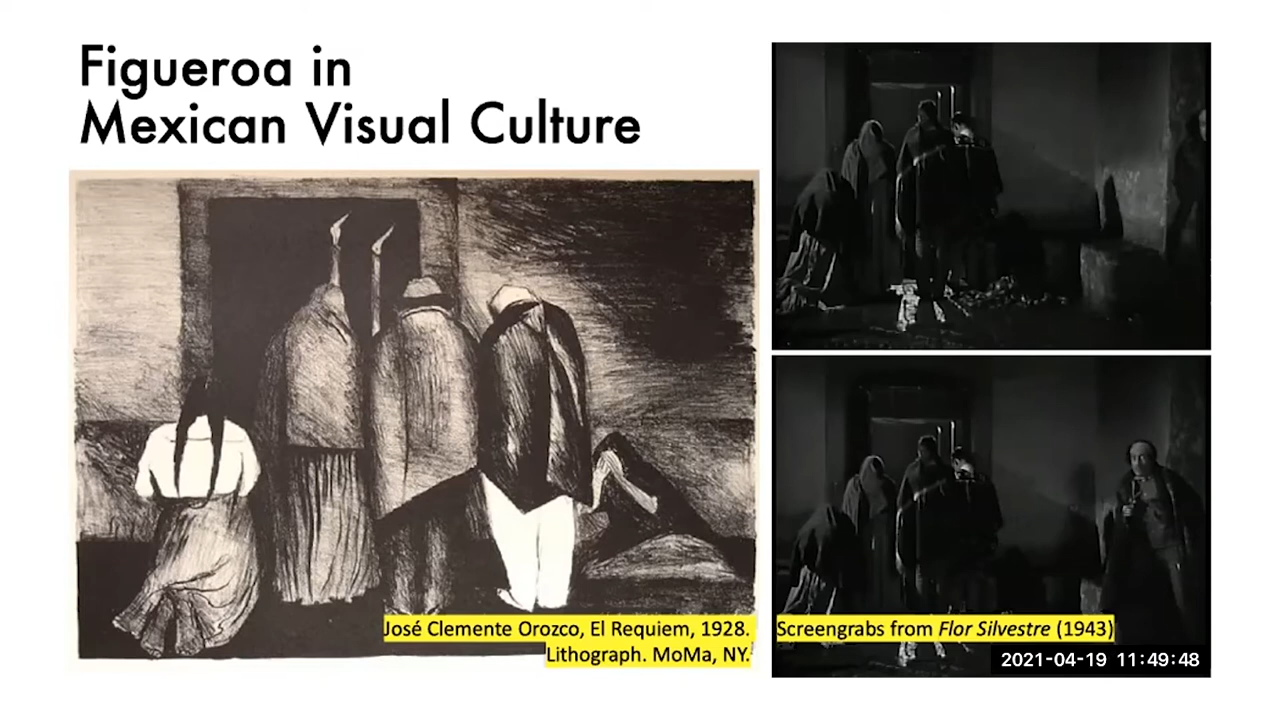 Figueroa in
Mexican Visual Culture
José Clemente Orozco, El Requiem, 1928.
Lithograph. MoMa, NY.
Screengrabs from Flor Silvestre (1943)
2021-04-19 11:49:48